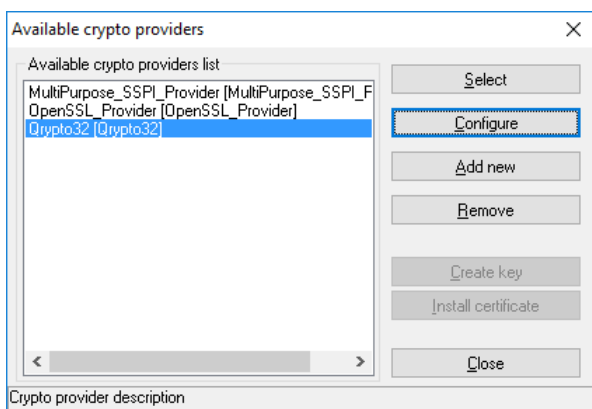 Available crypto providers
Available crypto providers list
MultiPurpose_SSPI_Provider [MultiPurpose_SSPI_F
OpenSSL_Provider [OpenSSL_Provider]
Qrypto32 [Qrypto32]
Select
Configure
Add new
Remove
Create key
Install certificate
Close
Crypto provider description